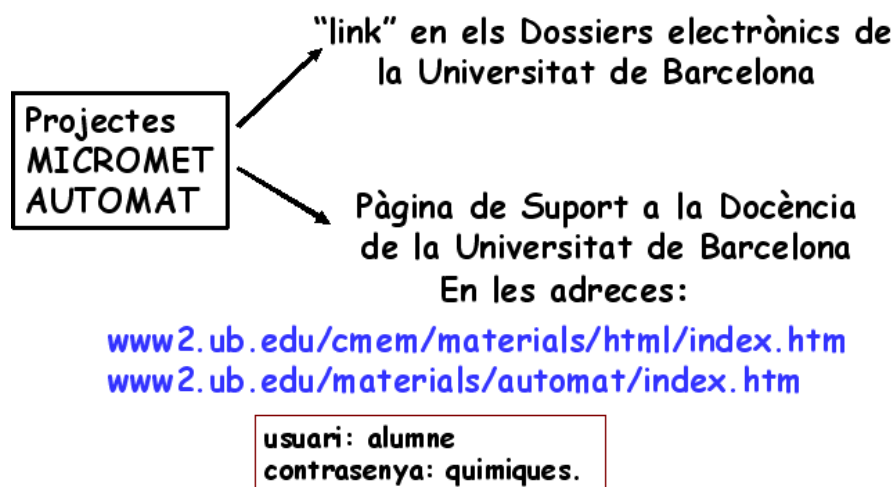 “link” en els Dossiers electrònics de
la Universitat de Barcelona
Projectes
MICROMET
AUTOMAT
Pàgina de Suport a la Docència
de la Universitat de Barcelona
En les adreces:
www2.ub.edu/cmem/materials/html/index.htm
www2.ub.edu/materials/automat/index.htm
usuari: alumne
contrasenya: quimiques.